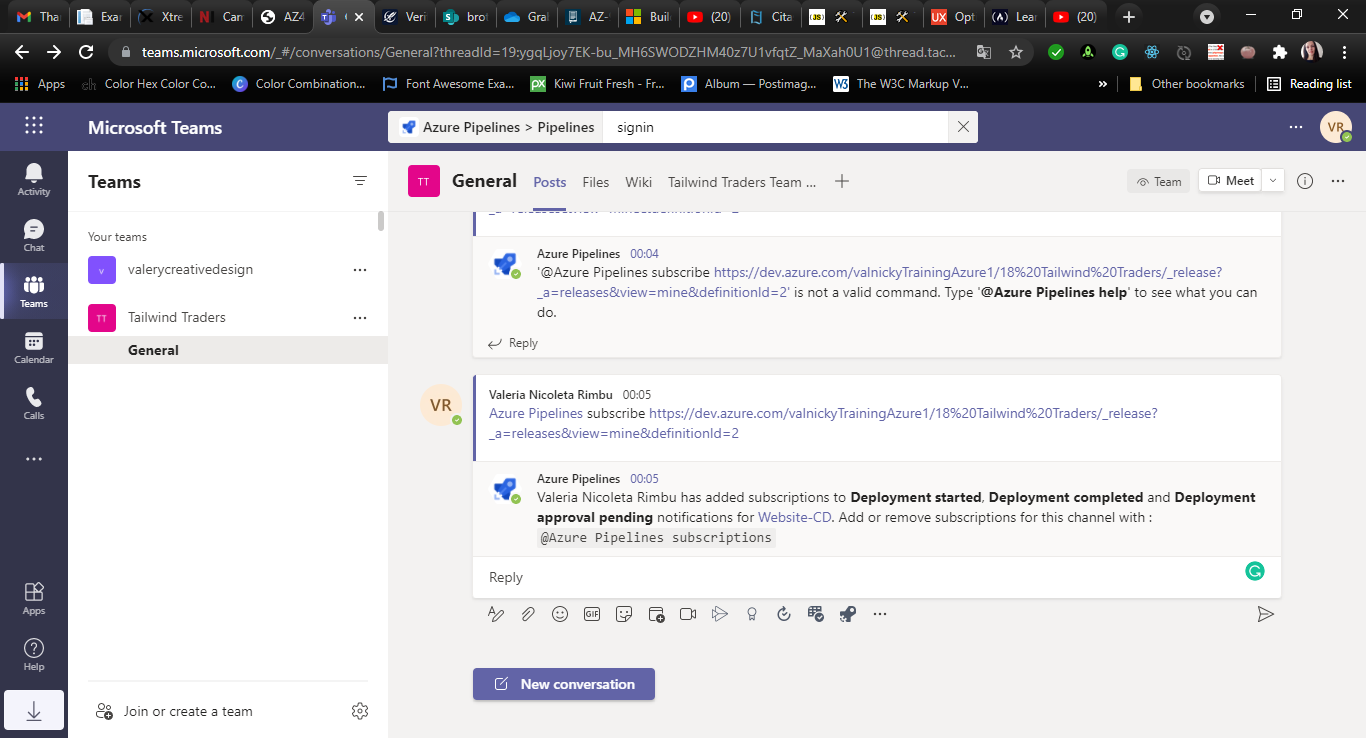 Thar
Exar
Xtre
Carr
AZ4
Veri
brot
Gral
AZ-
Buil
(20)
Cita
Opt
Lear
(20)
teams.microsoft.com/_#/conversations/General?threadId=19:ygqLjoy7EK-bu_MH6SWODZHM40z7U1vfqtZ_MaXah0U1@thread.tac...
Apps
Color Hex Color Co...
Color Combination...
Font Awesome Exa...
Kiwi Fruit Fresh - Fr...
Album — Postimag...
The W3C Markup V...
»
Other bookmarks
Reading list
Microsoft Teams
Azure Pipelines > Pipelines
signin
VR
Activity
Chat
Teams
Calendar
Calls
Apps
Help
Teams
Your teams
v
valerycreativedesign
TT
Tailwind Traders
General
Join or create a team
TT
General
Posts
Files
Wiki
Tailwind Traders Team ...
Team
Meet
Azure Pipelines 00:04
'@Azure Pipelines subscribe https://dev.azure.com/valnickyTrainingAzure1/18%20Tailwind%20Traders/_release?
_a=releases&view=mine&definitionId=2' is not a valid command. Type '@Azure Pipelines help' to see what you can
do.
Reply
VR
Valeria Nicoleta Rimbu 00:05
Azure Pipelines subscribe https://dev.azure.com/valnickyTrainingAzure1/18%20Tailwind%20Traders/_release?
_a=releases&view=mine&definitionId=2
Azure Pipelines 00:05
Valeria Nicoleta Rimbu has added subscriptions to Deployment started, Deployment completed and Deployment
approval pending notifications for Website-CD. Add or remove subscriptions for this channel with :
@Azure Pipelines subscriptions
Reply
GIF
New conversation